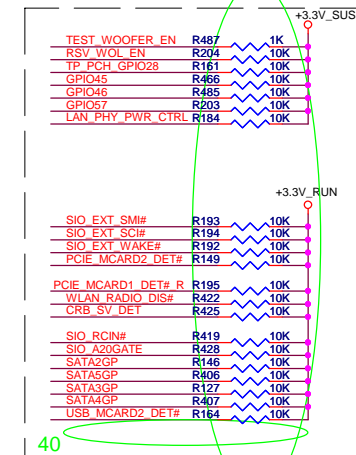 +3.3V_SUS
TEST_WOOFER_EN R487 1K
RSV_WOL_EN R204 10K
TP_PCH_GPIO28 R161 10K
GPIO45 R466 10K
GPIO46 R485 10K
GPIO57 R203 10K
LAN_PHY_PWR_CTRL R184 10K
+3.3V_RUN
SIO_EXT_SMI# R193 10K
SIO_EXT_SCI# R194 10K
SIO_EXT_WAKE# R192 10K
PCIE_MCARD2_DET# R149 10K
PCIE_MCARD1_DET#_R R195 10K
WLAN_RADIO_DIS# R422 10K
CRB_SV_DET R425 10K
SIO_RCIN# R419 10K
SIO_A20GATE R428 10K
SATA2GP R146 10K
SATA5GP R406 10K
SATA3GP R127 10K
SATA4GP R407 10K
USB_MCARD2_DET# R164 10K
40